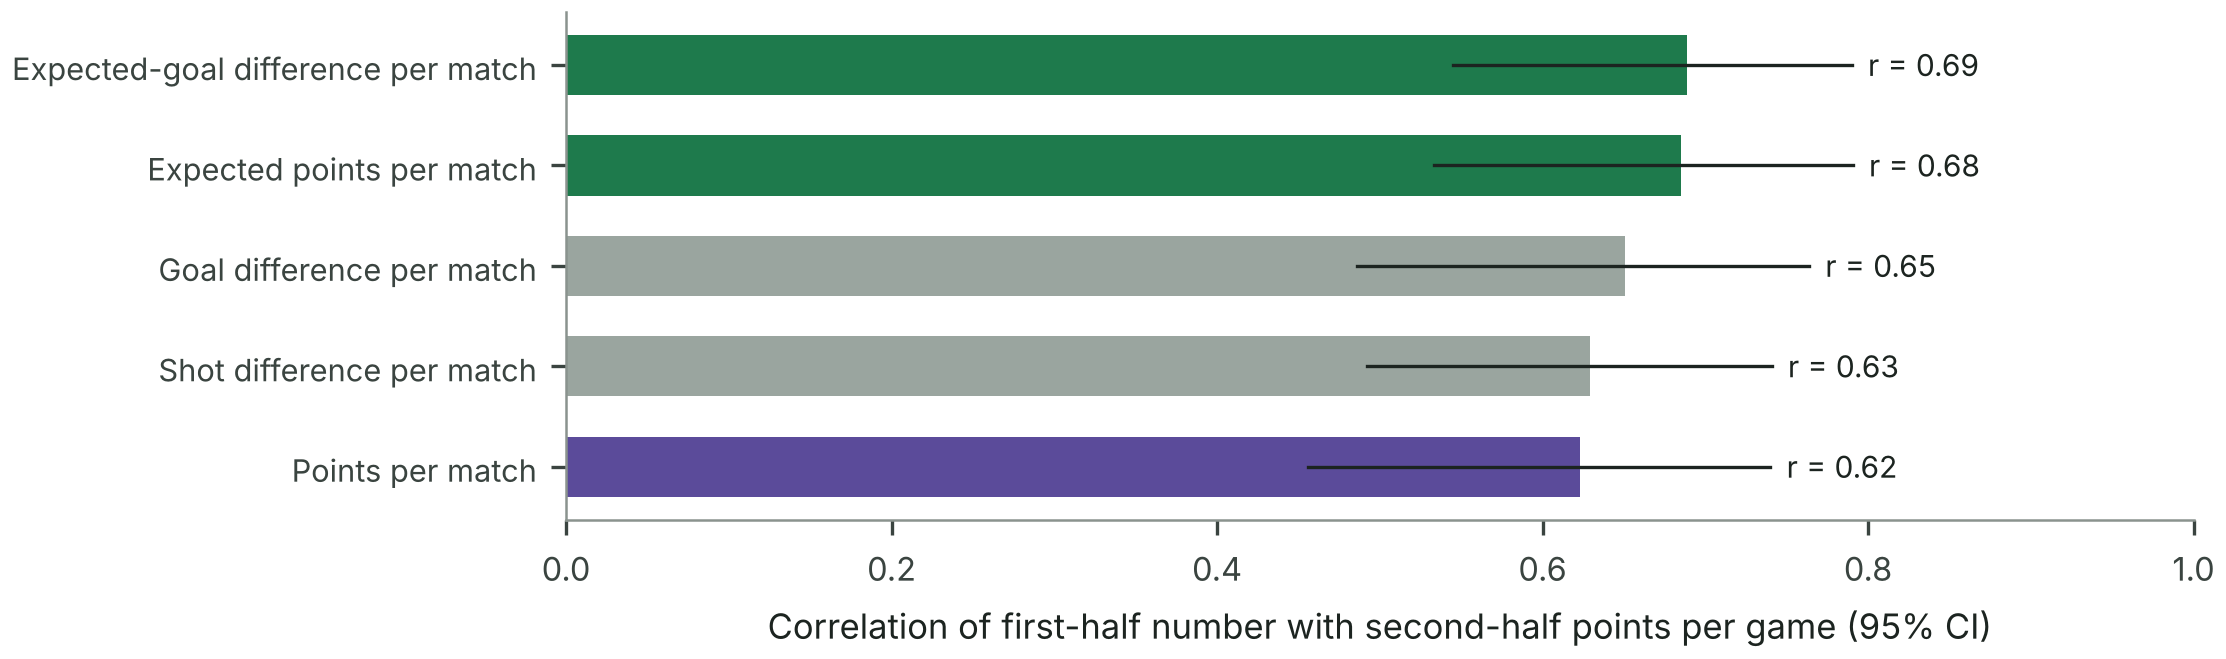 Expected-goal difference per match
r = 0.69
Expected points per match
r = 0.68
Goal difference per match
r = 0.65
Shot difference per match
r = 0.63
Points per match
r = 0.62
0.0 0.2 0.4 0.6 0.8 1.0
Correlation of first-half number with second-half points per game (95% CI)